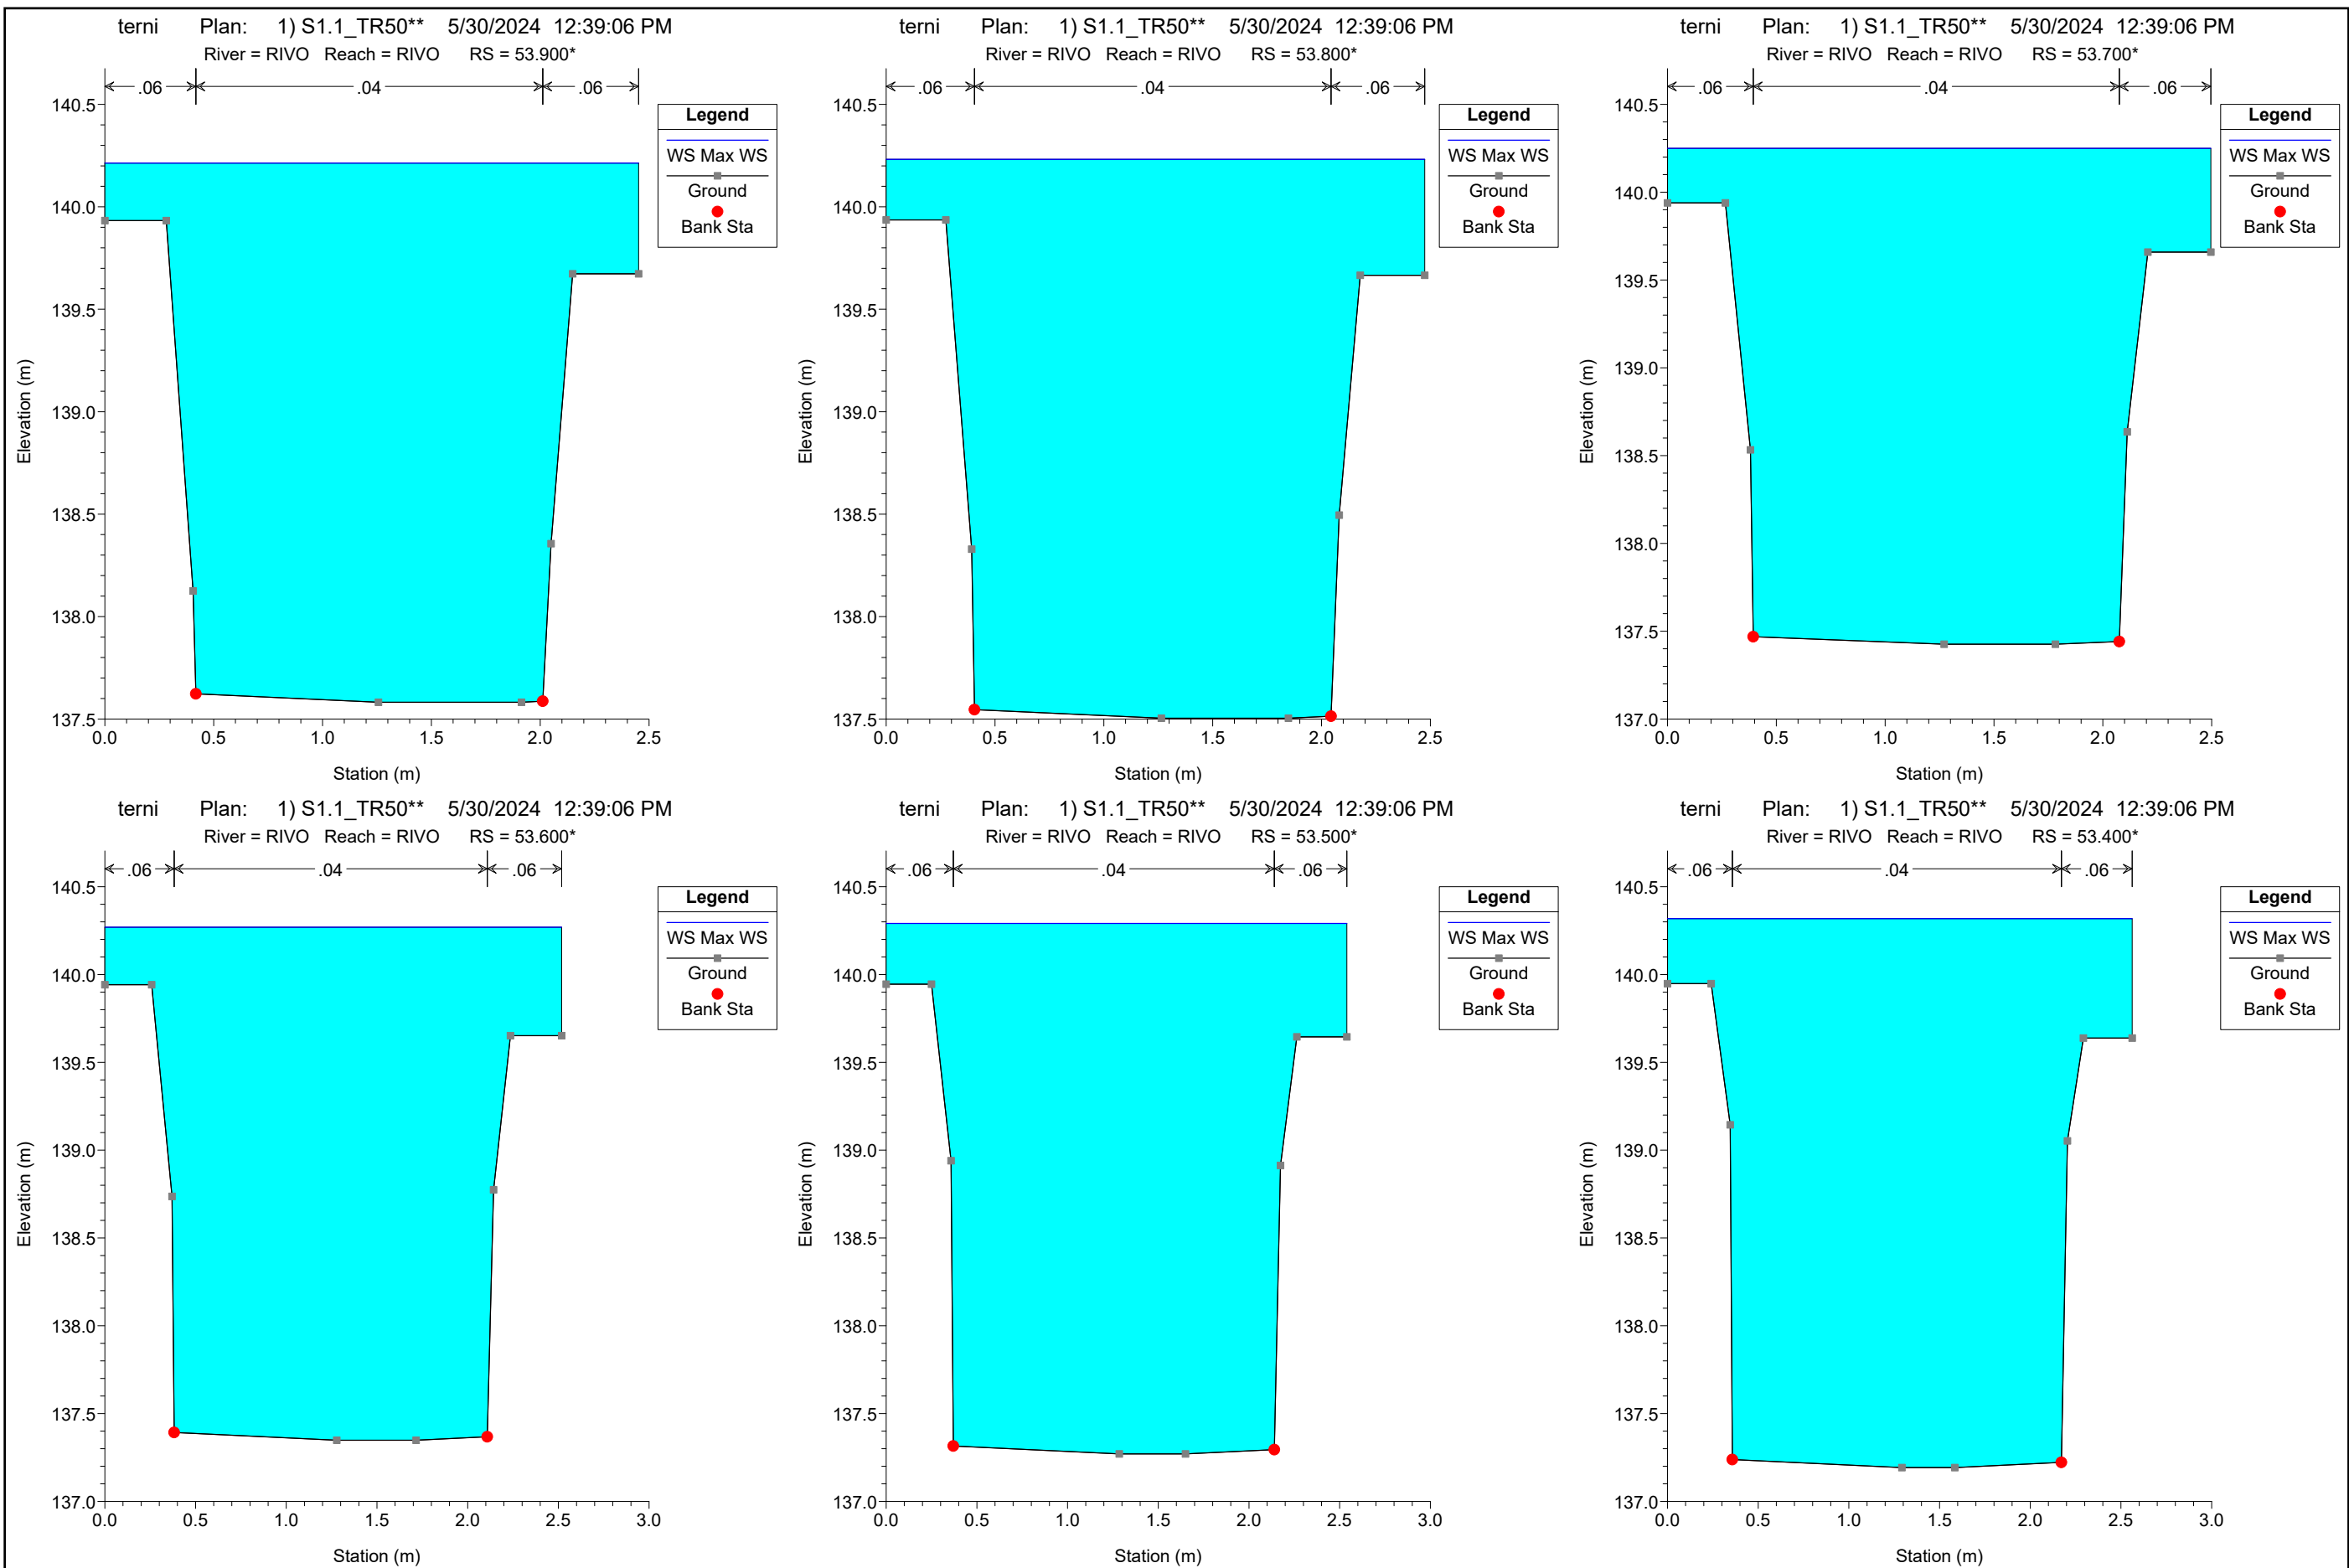 terni Plan: 1) S1.1_TR50** 5/30/2024 12:39:06 PM
River = RIVO Reach = RIVO RS = 53.900*
.06 .04 .06
Legend
WS Max WS
Ground
Bank Sta
Elevation (m)
140.5
140.0
139.5
139.0
138.5
138.0
137.5
0.0 0.5 1.0 1.5 2.0 2.5
Station (m)
terni Plan: 1) S1.1_TR50** 5/30/2024 12:39:06 PM
River = RIVO Reach = RIVO RS = 53.800*
.06 .04 .06
Legend
WS Max WS
Ground
Bank Sta
Elevation (m)
140.5
140.0
139.5
139.0
138.5
138.0
137.5
0.0 0.5 1.0 1.5 2.0 2.5
Station (m)
terni Plan: 1) S1.1_TR50** 5/30/2024 12:39:06 PM
River = RIVO Reach = RIVO RS = 53.700*
.06 .04 .06
Legend
WS Max WS
Ground
Bank Sta
Elevation (m)
140.5
140.0
139.5
139.0
138.5
138.0
137.5
137.0
0.0 0.5 1.0 1.5 2.0 2.5
Station (m)
terni Plan: 1) S1.1_TR50** 5/30/2024 12:39:06 PM
River = RIVO Reach = RIVO RS = 53.600*
.06 .04 .06
Legend
WS Max WS
Ground
Bank Sta
Elevation (m)
140.5
140.0
139.5
139.0
138.5
138.0
137.5
137.0
0.0 0.5 1.0 1.5 2.0 2.5 3.0
Station (m)
terni Plan: 1) S1.1_TR50** 5/30/2024 12:39:06 PM
River = RIVO Reach = RIVO RS = 53.500*
.06 .04 .06
Legend
WS Max WS
Ground
Bank Sta
Elevation (m)
140.5
140.0
139.5
139.0
138.5
138.0
137.5
137.0
0.0 0.5 1.0 1.5 2.0 2.5 3.0
Station (m)
terni Plan: 1) S1.1_TR50** 5/30/2024 12:39:06 PM
River = RIVO Reach = RIVO RS = 53.400*
.06 .04 .06
Legend
WS Max WS
Ground
Bank Sta
Elevation (m)
140.5
140.0
139.5
139.0
138.5
138.0
137.5
137.0
0.0 0.5 1.0 1.5 2.0 2.5 3.0
Station (m)